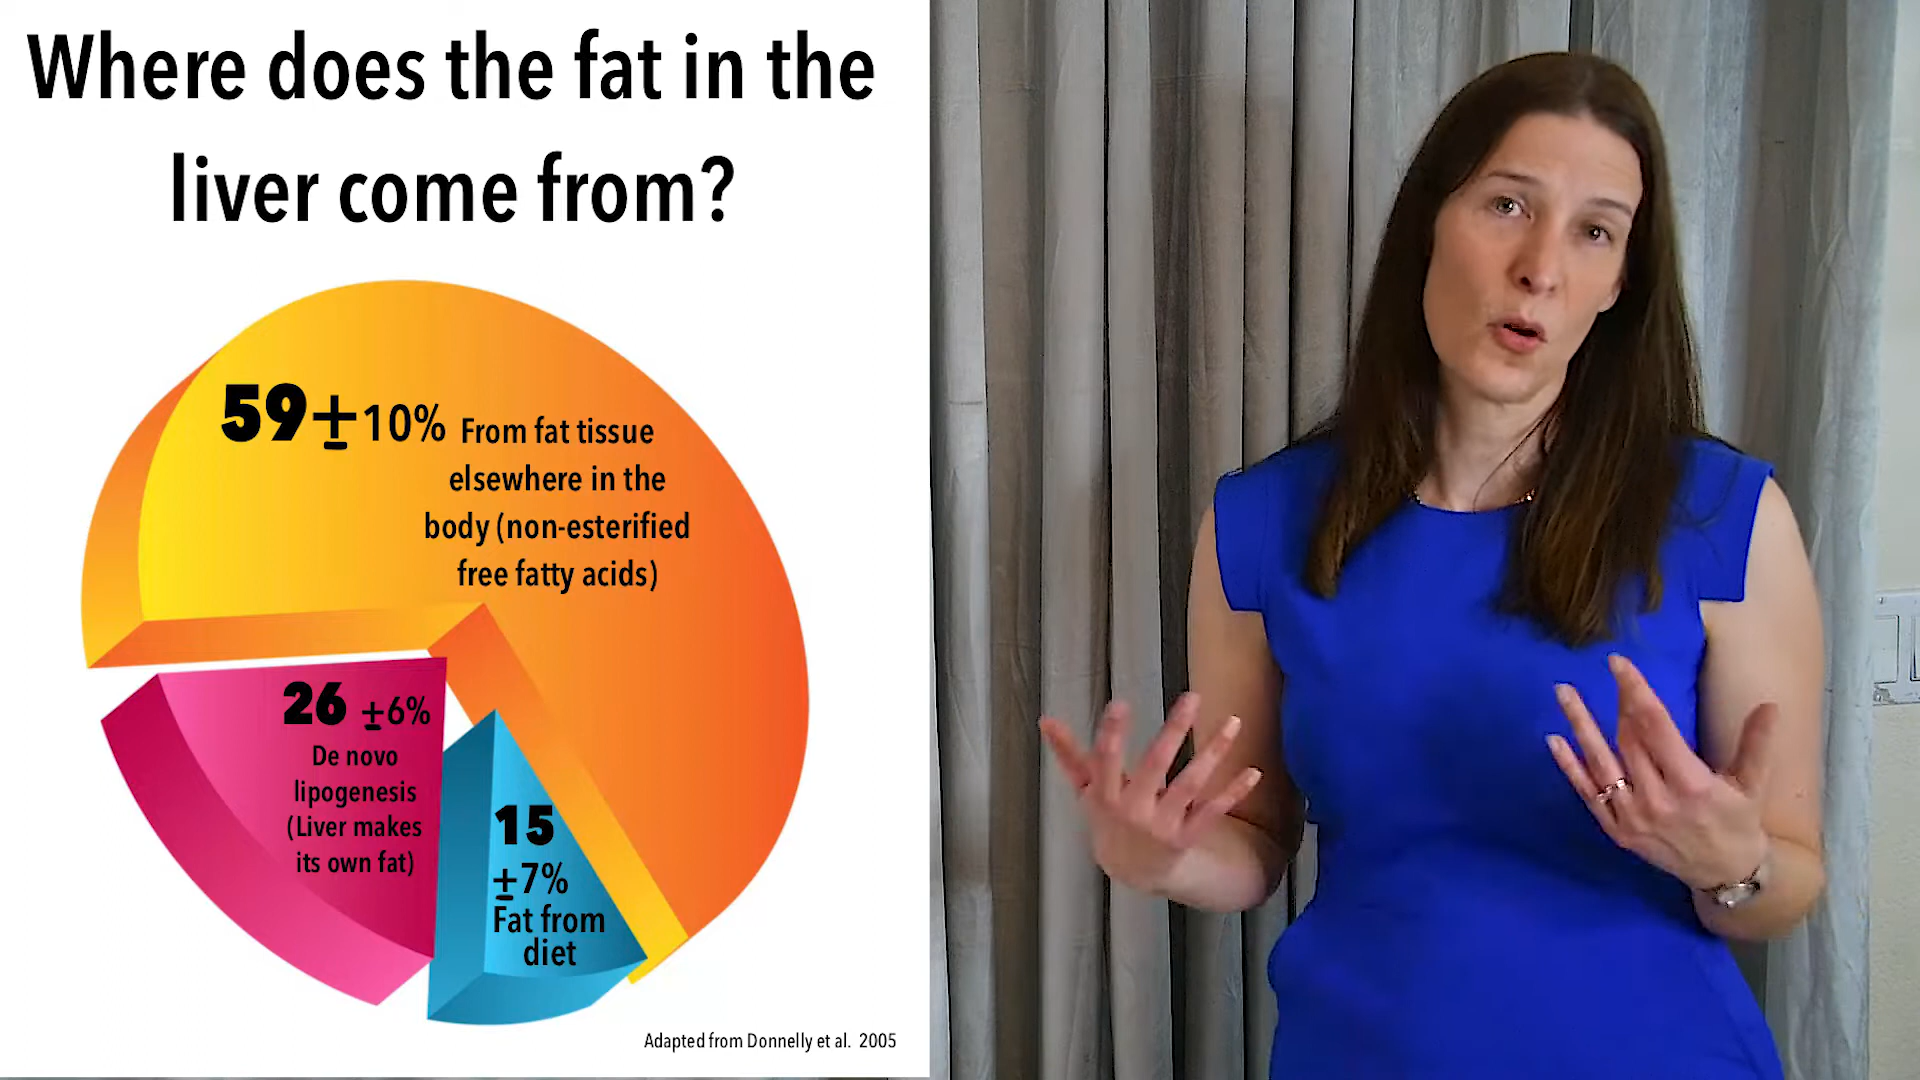 Where does the fat in the
liver come from?
59±10% From fat tissue
elsewhere in the
body (non-esterified
free fatty acids)
26 ±6%
De novo
lipogenesis
(Liver makes
its own fat)
15
±7%
Fat from
diet
Adapted from Donnelly et al. 2005